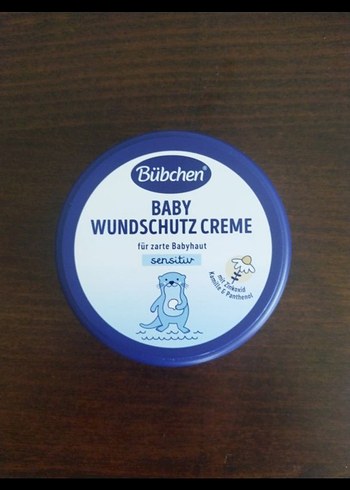 Bübchen®
BABY
WUNDSCHUTZ CREME
für zarte Babyhaut
sensitiv
mit Zinkoxid
Kamille & Panthenol